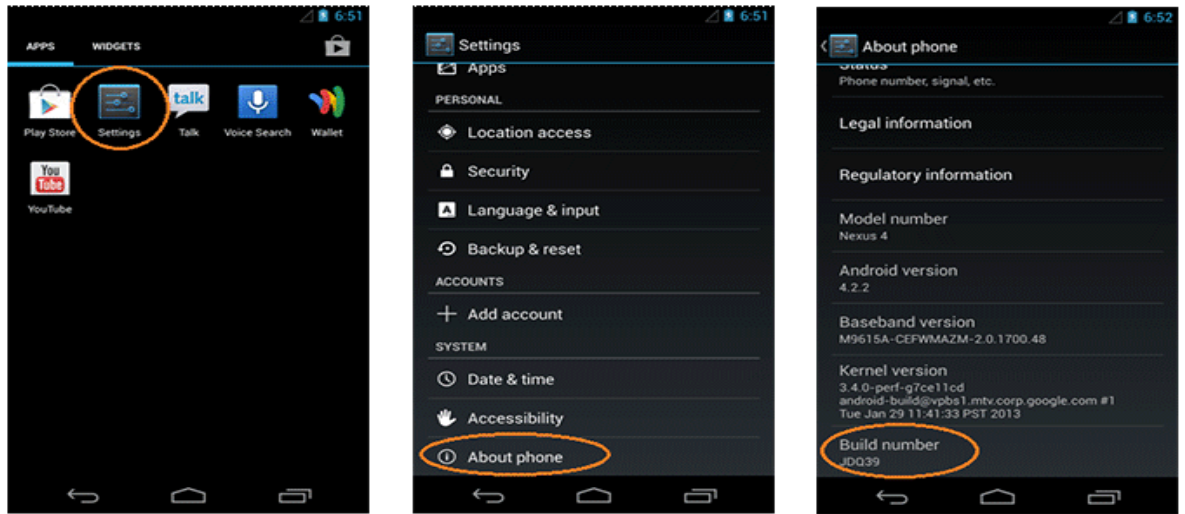 6:51
APPS WIDGETS
Play Store Settings Talk Voice Search Wallet
talk
You
Tube
YouTube
6:51
Settings
Apps
PERSONAL
Location access
Security
A Language & input
Backup & reset
ACCOUNTS
Add account
SYSTEM
Date & time
Accessibility
About phone
6:52
About phone
Status
Phone number, signal, etc.
Legal information
Regulatory information
Model number
Nexus 4
Android version
4.2.2
Baseband version
M9615A-CEFWMAZM-2.0.1700.48
Kernel version
3.4.0-perf-g7ce11cd
android-build@vpbs1.mtv.corp.google.com #1
Tue Jan 29 11:41:33 PST 2013
Build number
JDQ39